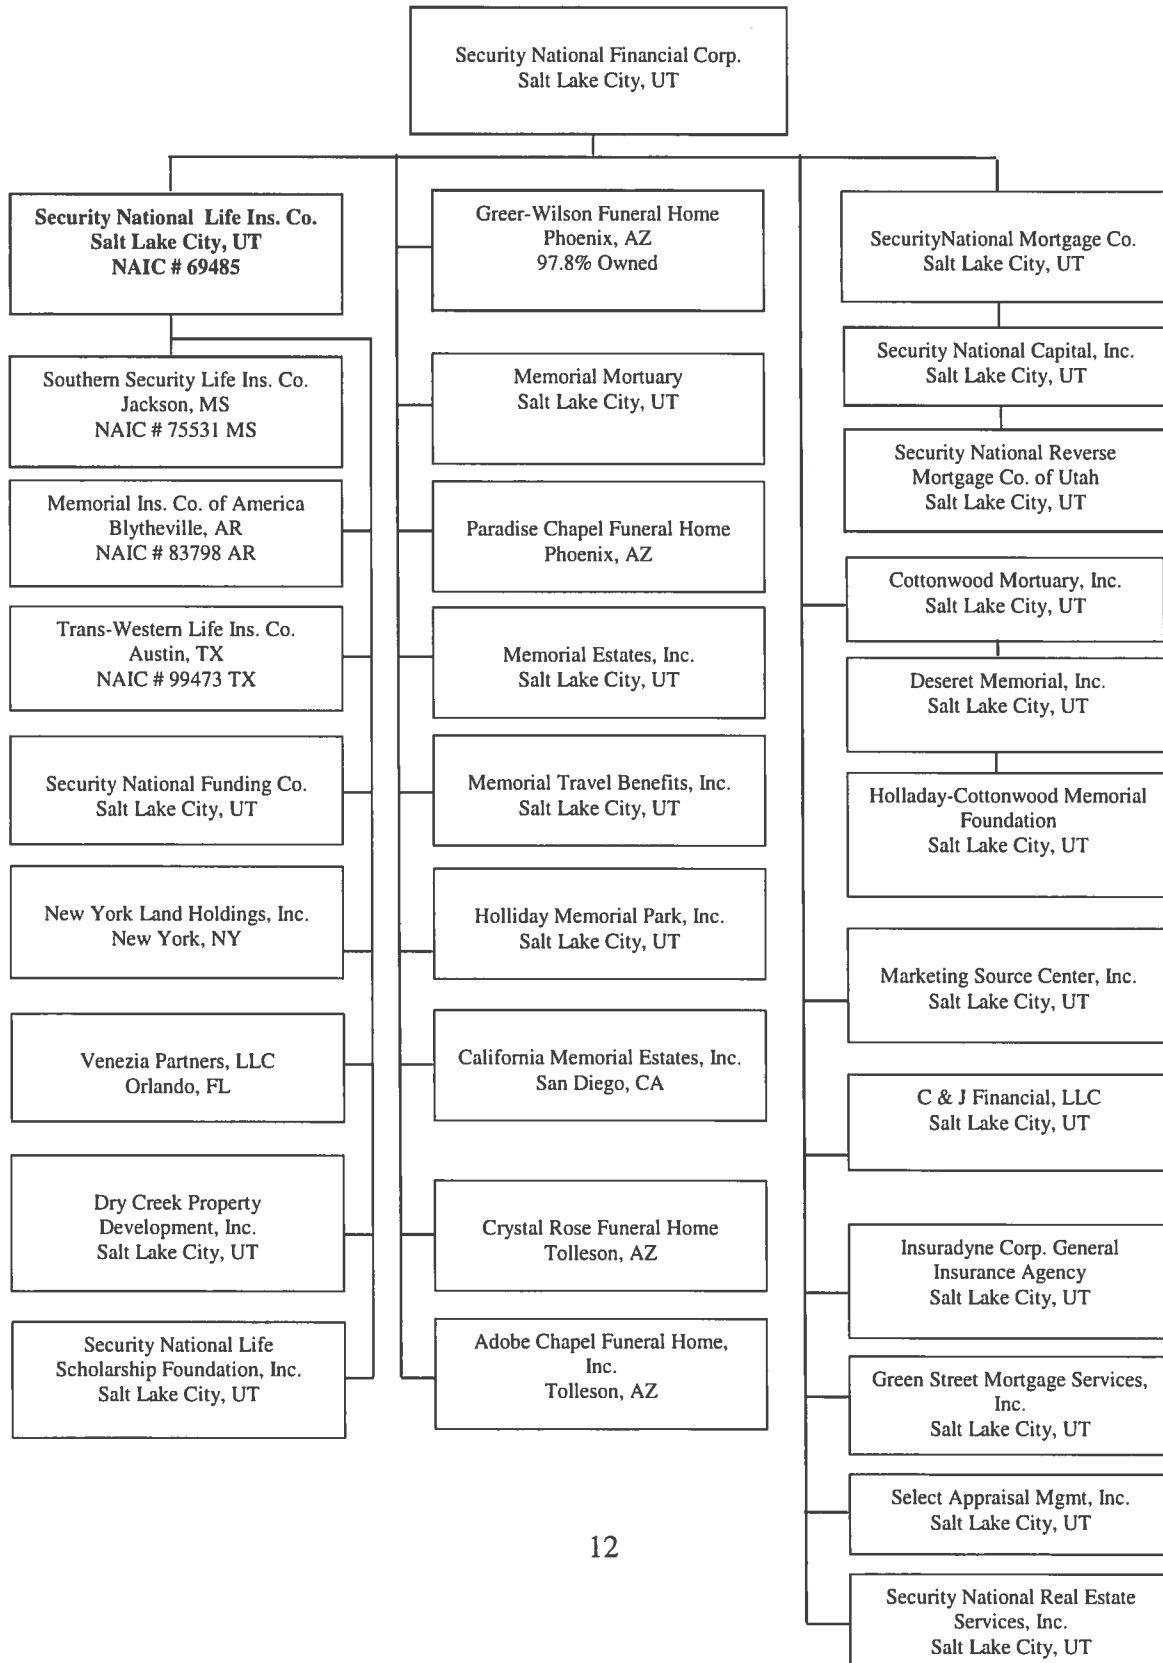 Security National Financial Corp.
Salt Lake City, UT
Security National Life Ins. Co.
Salt Lake City, UT
NAIC # 69485
Southern Security Life Ins. Co.
Jackson, MS
NAIC # 75531 MS
Memorial Ins. Co. of America
Blytheville, AR
NAIC # 83798 AR
Trans-Western Life Ins. Co.
Austin, TX
NAIC # 99473 TX
Security National Funding Co.
Salt Lake City, UT
New York Land Holdings, Inc.
New York, NY
Venezia Partners, LLC
Orlando, FL
Dry Creek Property
Development, Inc.
Salt Lake City, UT
Security National Life
Scholarship Foundation, Inc.
Salt Lake City, UT
Greer-Wilson Funeral Home
Phoenix, AZ
97.8% Owned
Memorial Mortuary
Salt Lake City, UT
Paradise Chapel Funeral Home
Phoenix, AZ
Memorial Estates, Inc.
Salt Lake City, UT
Memorial Travel Benefits, Inc.
Salt Lake City, UT
Holliday Memorial Park, Inc.
Salt Lake City, UT
California Memorial Estates, Inc.
San Diego, CA
Crystal Rose Funeral Home
Tolleson, AZ
Adobe Chapel Funeral Home,
Inc.
Tolleson, AZ
SecurityNational Mortgage Co.
Salt Lake City, UT
Security National Capital, Inc.
Salt Lake City, UT
Security National Reverse
Mortgage Co. of Utah
Salt Lake City, UT
Cottonwood Mortuary, Inc.
Salt Lake City, UT
Deseret Memorial, Inc.
Salt Lake City, UT
Holladay-Cottonwood Memorial
Foundation
Salt Lake City, UT
Marketing Source Center, Inc.
Salt Lake City, UT
C & J Financial, LLC
Salt Lake City, UT
Insuradyne Corp. General
Insurance Agency
Salt Lake City, UT
Green Street Mortgage Services,
Inc.
Salt Lake City, UT
Select Appraisal Mgmt, Inc.
Salt Lake City, UT
Security National Real Estate
Services, Inc.
Salt Lake City, UT
12